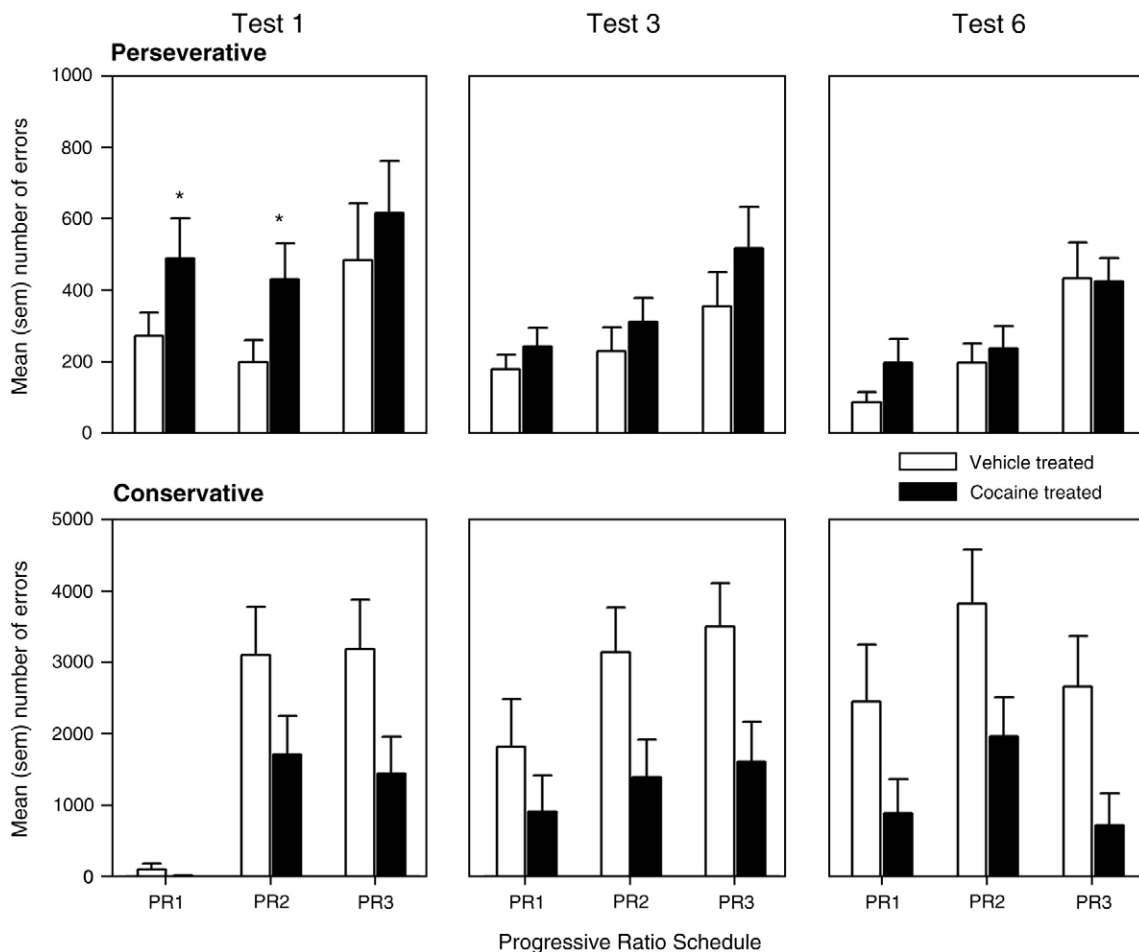 Test 1
Test 3
Test 6
Perseverative
Mean (sem) number of errors
1000
800
600
400
200
0
*
*
Vehicle treated
Cocaine treated
Conservative
Mean (sem) number of errors
5000
4000
3000
2000
1000
0
PR1 PR2 PR3
PR1 PR2 PR3
PR1 PR2 PR3
Progressive Ratio Schedule